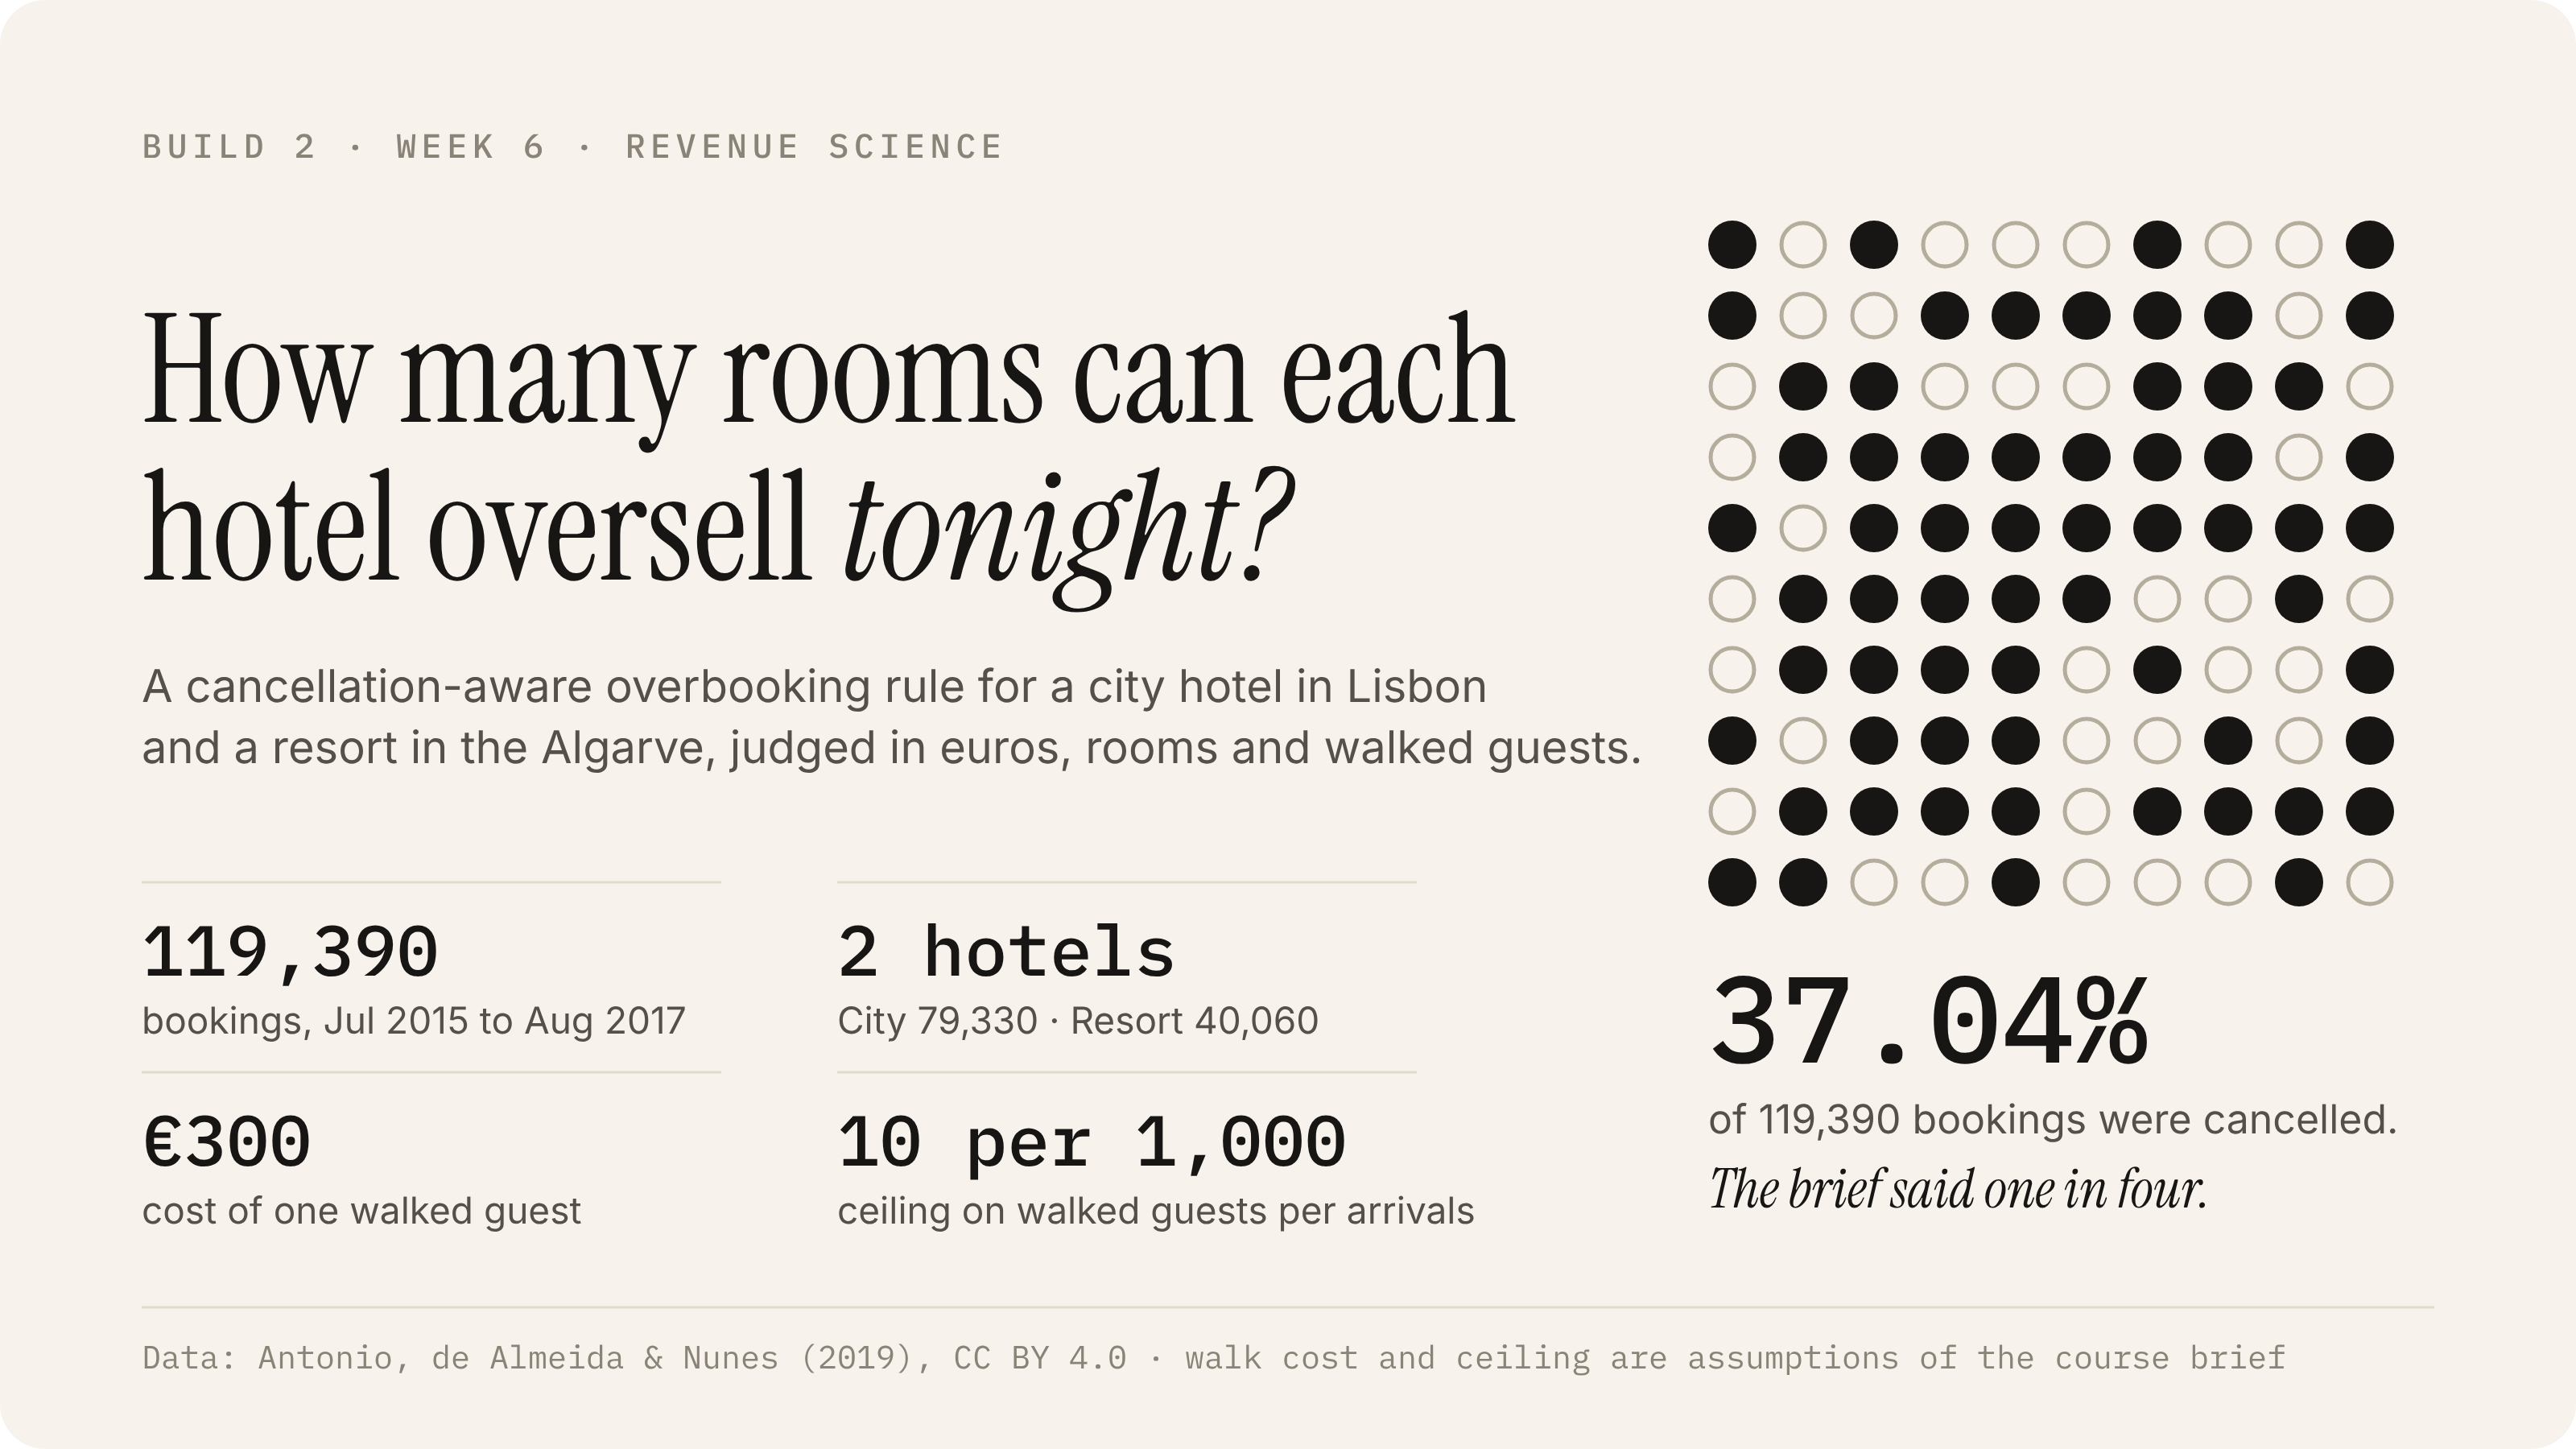 BUILD 2 · WEEK 6 · REVENUE SCIENCE
How many rooms can each
hotel oversell tonight?
A cancellation-aware overbooking rule for a city hotel in Lisbon
and a resort in the Algarve, judged in euros, rooms and walked guests.
119,390
bookings, Jul 2015 to Aug 2017
2 hotels
City 79,330 · Resort 40,060
€300
cost of one walked guest
10 per 1,000
ceiling on walked guests per arrivals
37.04%
of 119,390 bookings were cancelled.
The brief said one in four.
Data: Antonio, de Almeida & Nunes (2019), CC BY 4.0 · walk cost and ceiling are assumptions of the course brief